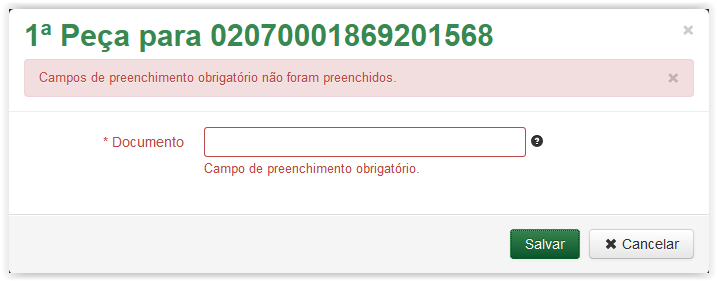 1ª Peça para 02070001869201568
Campos de preenchimento obrigatório não foram preenchidos.
* Documento
Campo de preenchimento obrigatório.
Salvar
Cancelar